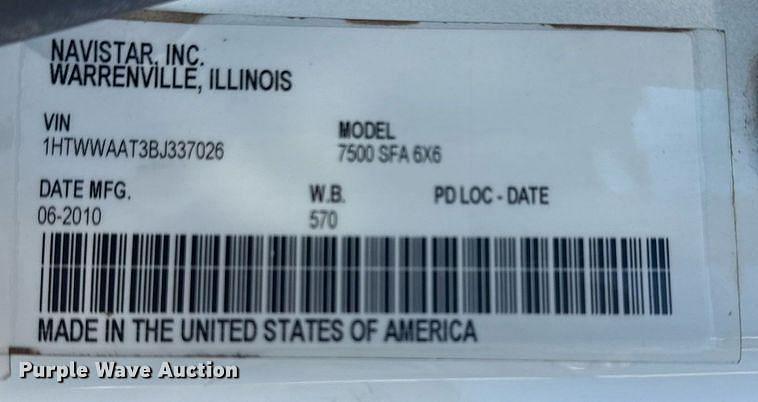 NAVISTAR, INC.
WARRENVILLE, ILLINOIS
VIN
1HTWWAAT3BJ337026
MODEL
7500 SFA 6X6
DATE MFG.
06-2010
W.B.
570
PD LOC - DATE
MADE IN THE UNITED STATES OF AMERICA
Purple Wave Auction